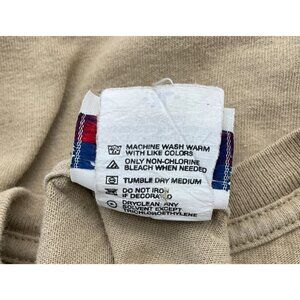 MACHINE WASH WARM
WITH LIKE COLORS
ONLY NON-CHLORINE
BLEACH WHEN NEEDED
TUMBLE DRY MEDIUM
DO NOT IRON
IF DECORATED
DRYCLEAN, ANY
SOLVENT EXCEPT
TRICHLOROETHYLENE